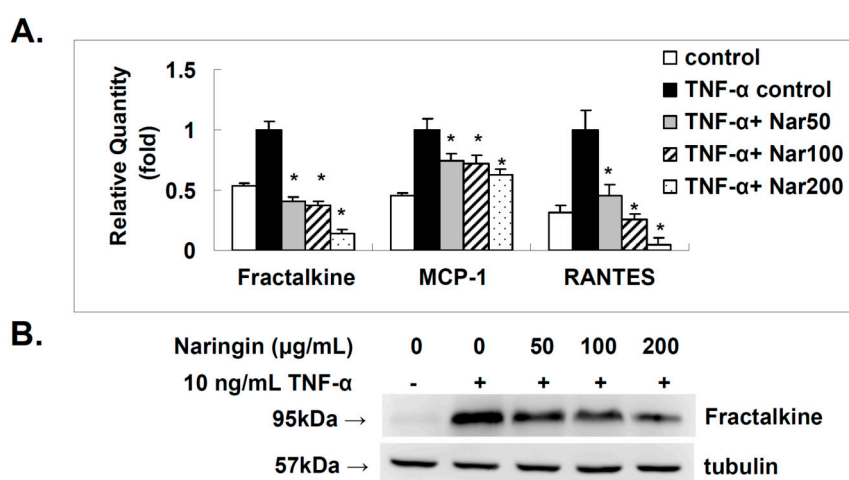 A.
Relative Quantity
(fold)
1.5
1
0.5
0
* * *
* * *
* * *
Fractalkine MCP-1 RANTES
control
TNF-α control
TNF-α+ Nar50
TNF-α+ Nar100
TNF-α+ Nar200
B.
Naringin (µg/mL) 0 0 50 100 200
10 ng/mL TNF-α - + + + +
95kDa → Fractalkine
57kDa → tubulin